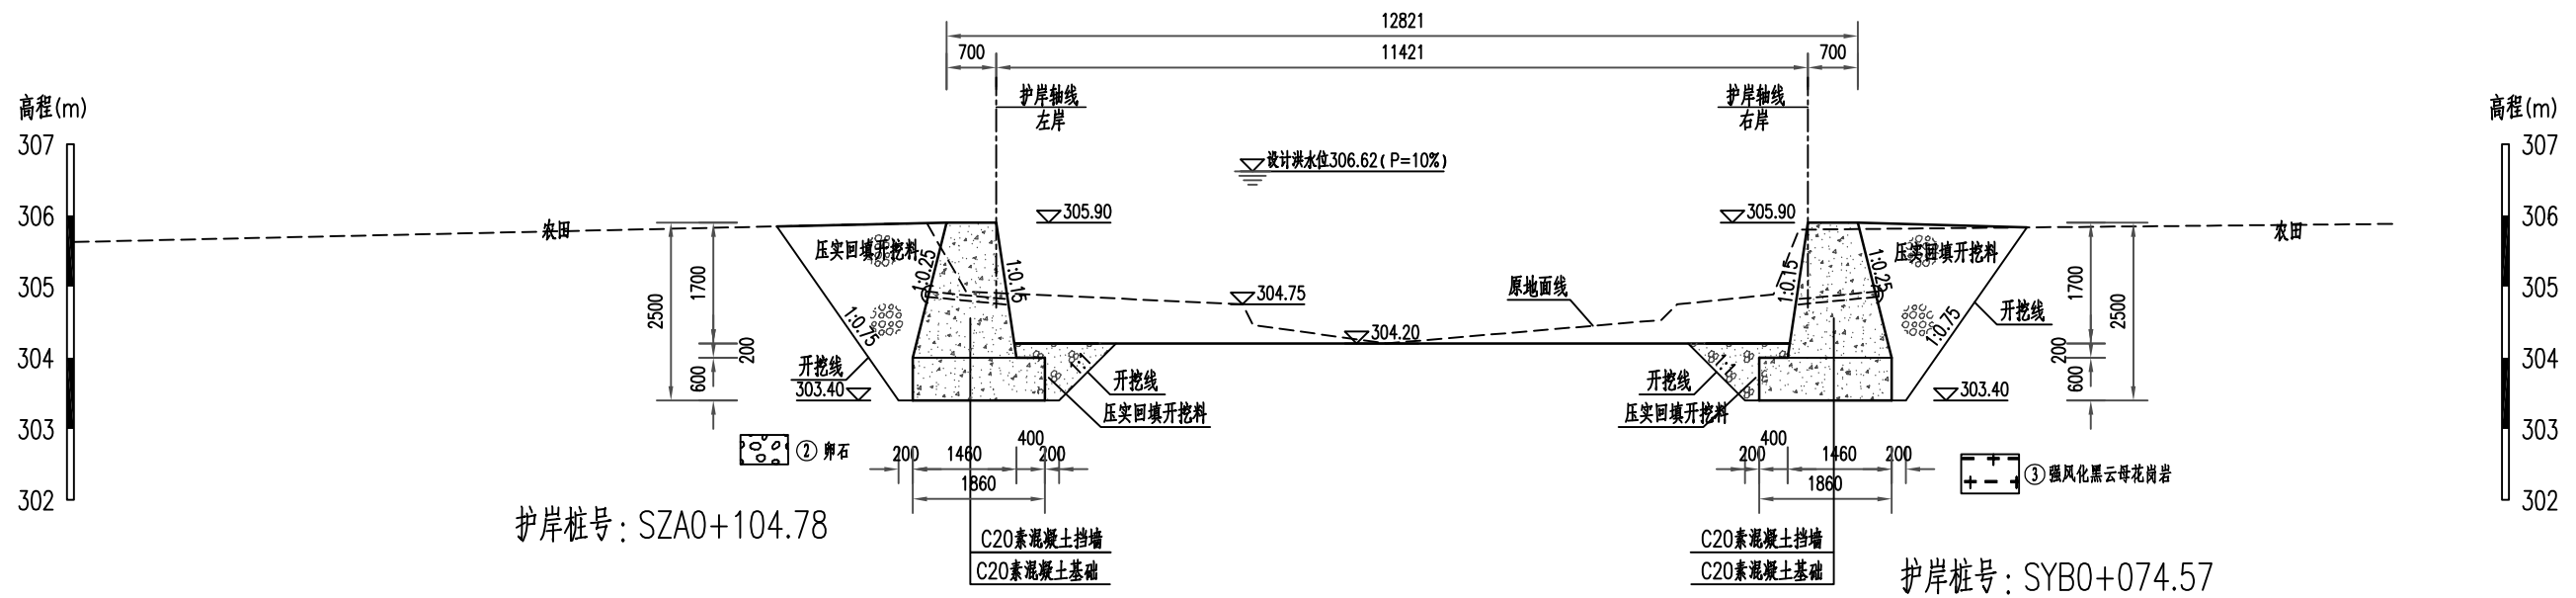 12821
700
11421
700
护岸轴线
左岸
护岸轴线
右岸
高程(m)
307
306
305
304
303
302
高程(m)
307
306
305
304
303
302
设计洪水位306.62(P=10%)
305.90
305.90
农田
农田
压实回填开挖料
压实回填开挖料
1:0.25
1:0.15
1:0.15
1:0.25
304.75
原地面线
304.20
2500
1700
200
600
1700
200
600
2500
1:0.75
1:0.75
开挖线
开挖线
303.40
303.40
1:1
1:1
开挖线
开挖线
压实回填开挖料
压实回填开挖料
② 卵石
③ 强风化黑云母花岗岩
200
1460
400
200
1860
200
400
1460
200
1860
护岸桩号: SZA0+104.78
C20素混凝土挡墙
C20素混凝土基础
C20素混凝土挡墙
C20素混凝土基础
护岸桩号: SYB0+074.57